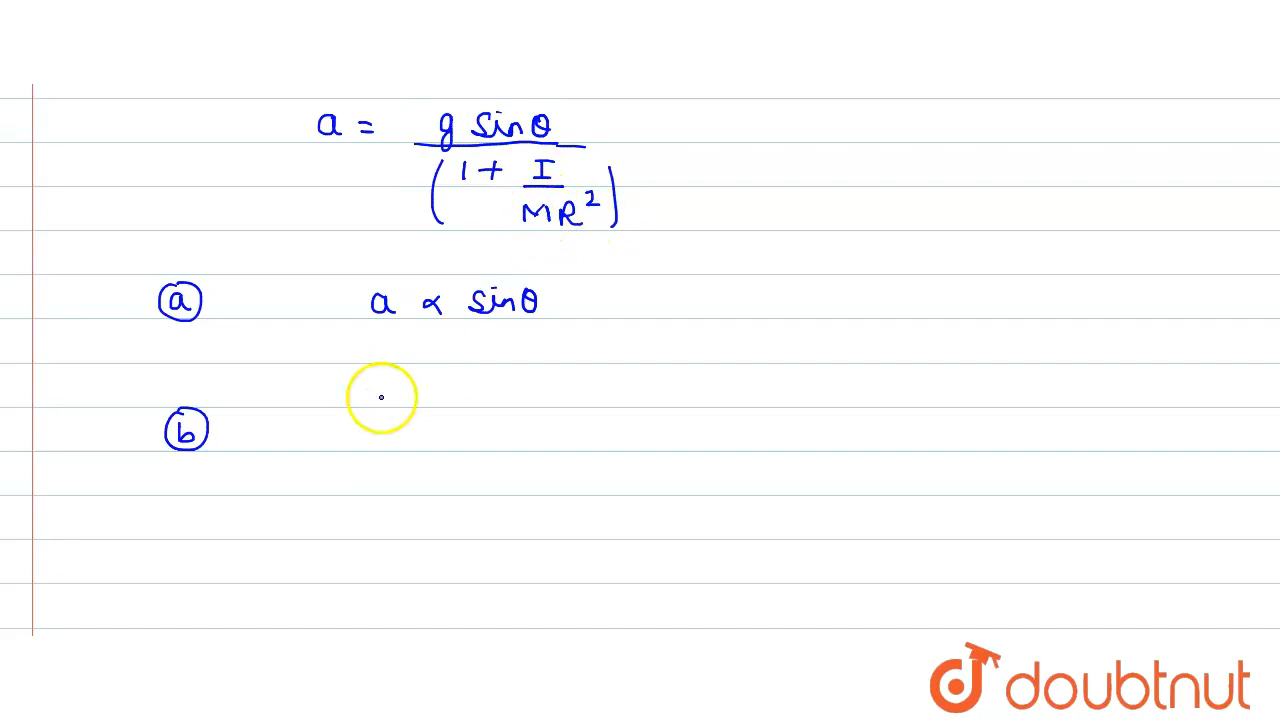 a = g sinθ
(1 + I
MR²)
ⓐ a ∝ sinθ
ⓑ
doubtnut